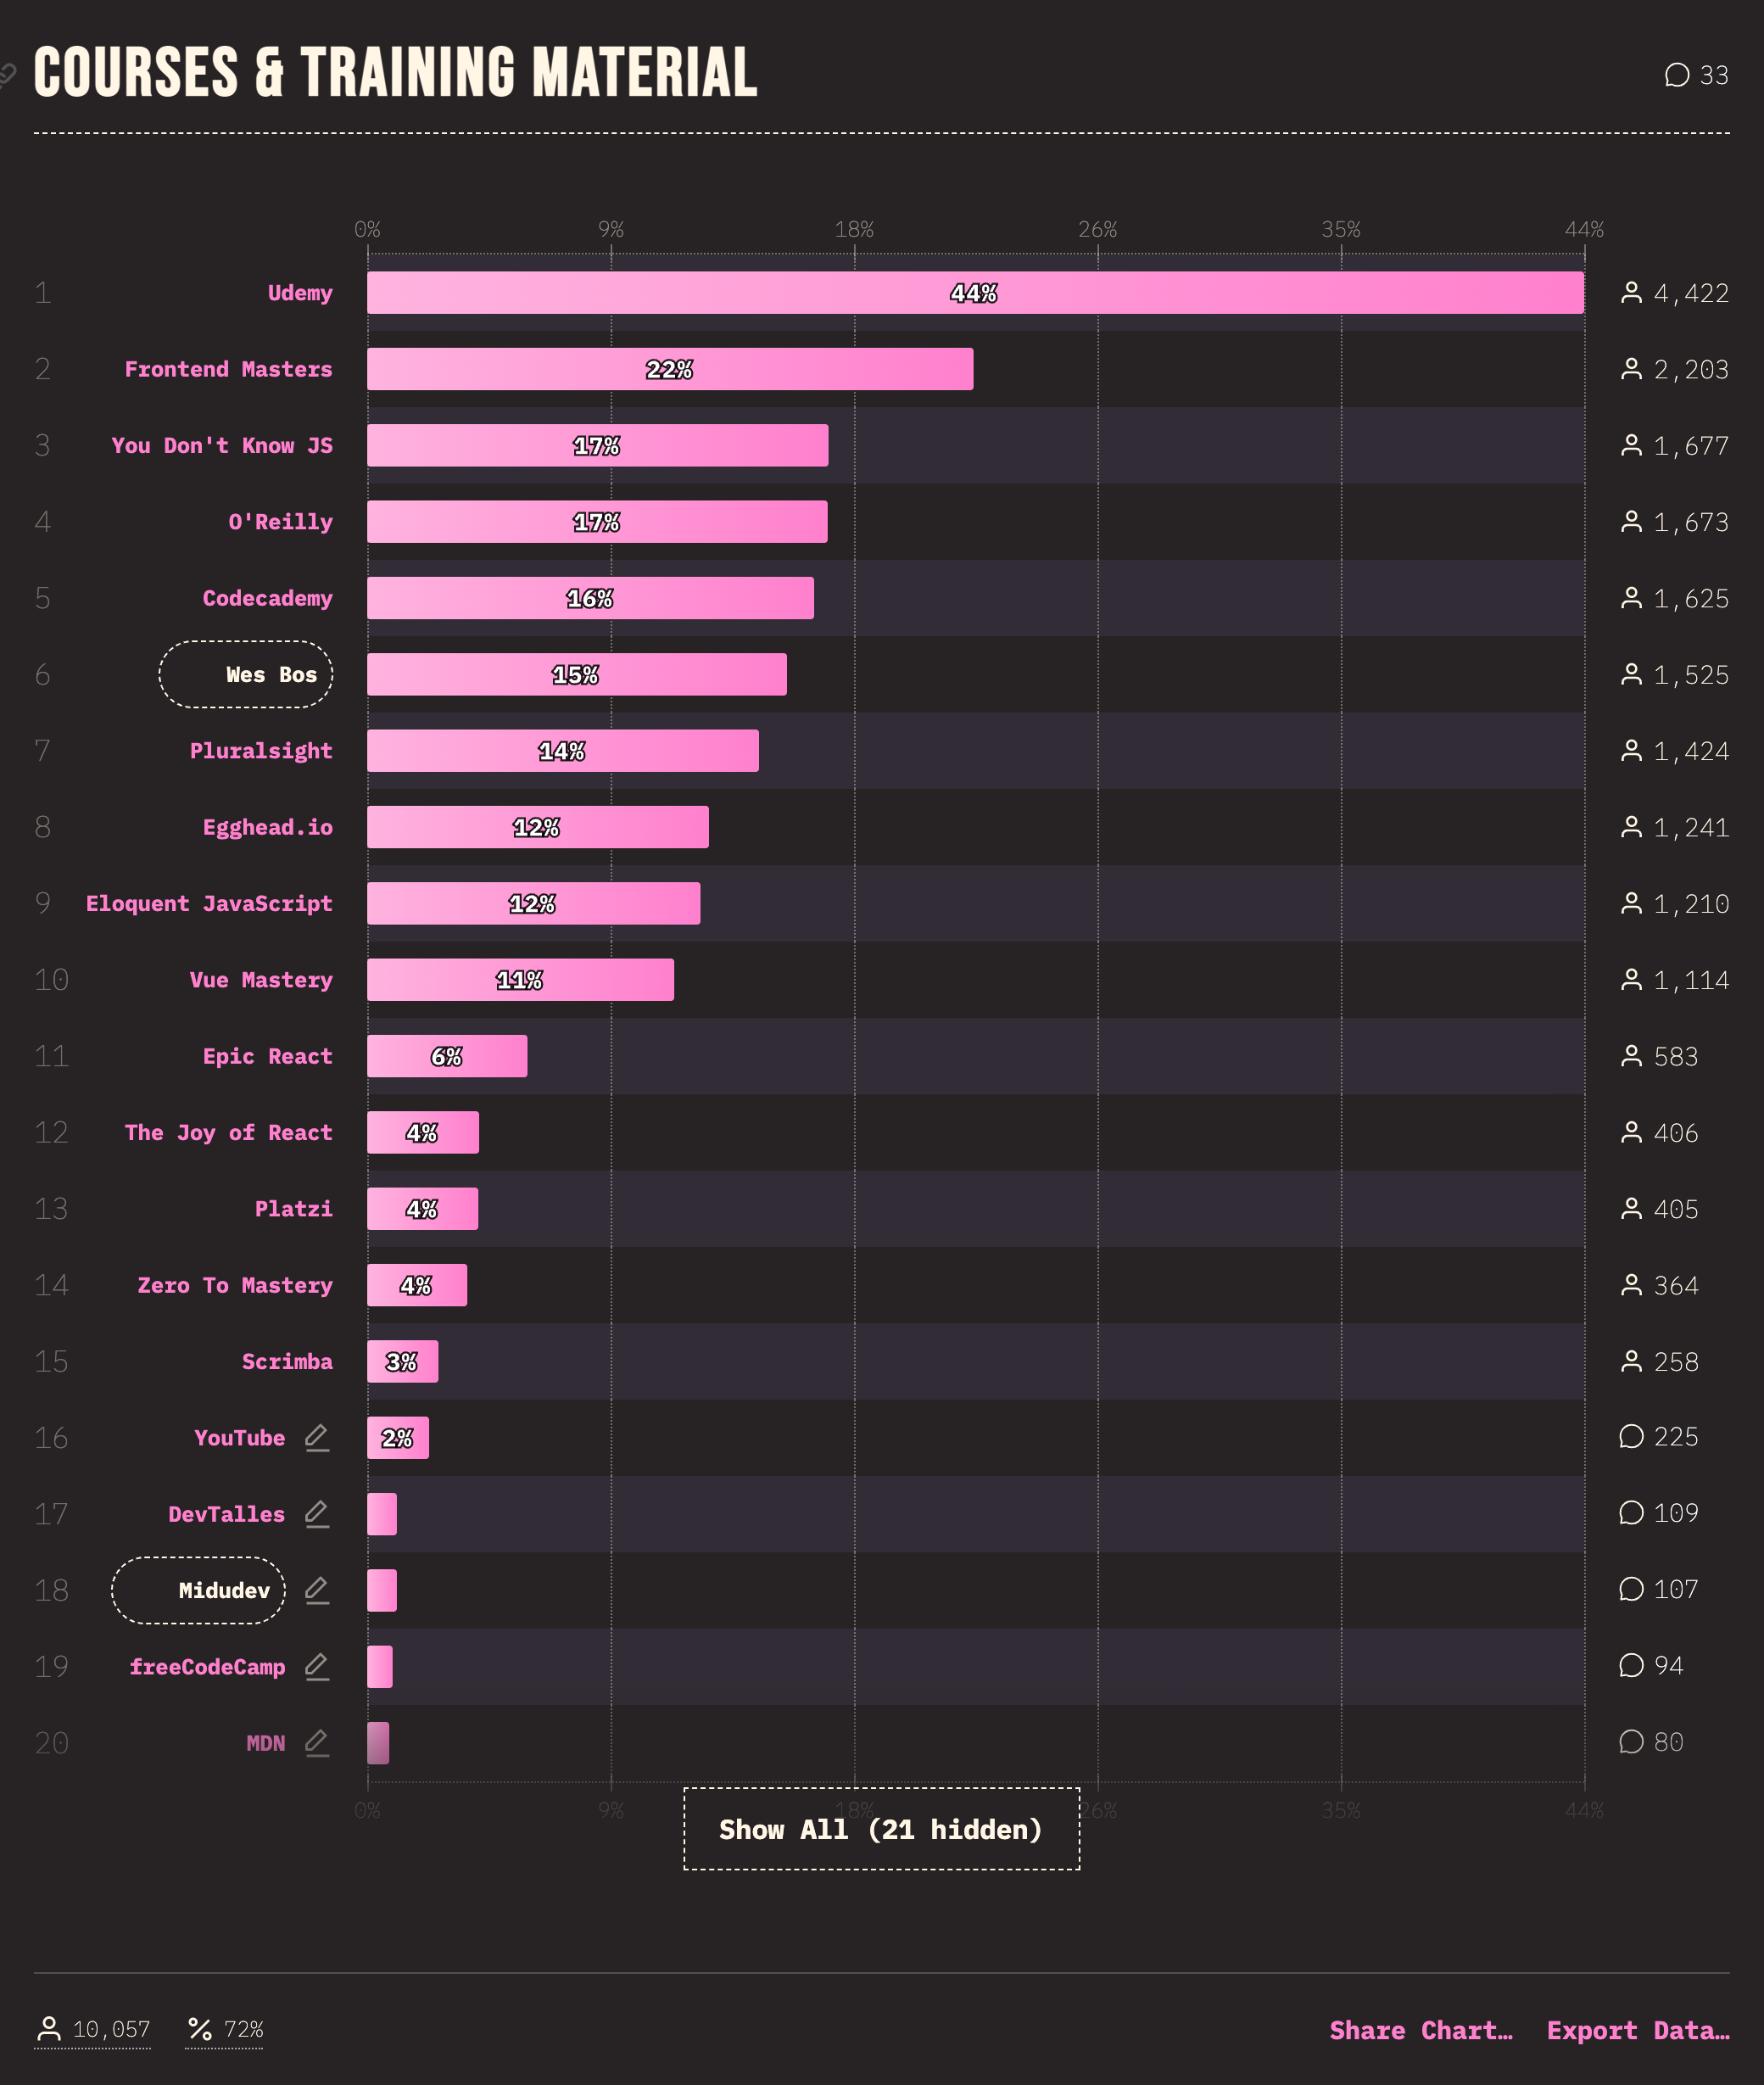 COURSES & TRAINING MATERIAL
33
0% 9% 18% 26% 35% 44%
1 Udemy 44% 4,422
2 Frontend Masters 22% 2,203
3 You Don't Know JS 17% 1,677
4 O'Reilly 17% 1,673
5 Codecademy 16% 1,625
6 Wes Bos 15% 1,525
7 Pluralsight 14% 1,424
8 Egghead.io 12% 1,241
9 Eloquent JavaScript 12% 1,210
10 Vue Mastery 11% 1,114
11 Epic React 6% 583
12 The Joy of React 4% 406
13 Platzi 4% 405
14 Zero To Mastery 4% 364
15 Scrimba 3% 258
16 YouTube 2% 225
17 DevTalles 109
18 Midudev 107
19 freeCodeCamp 94
20 MDN 80
0% 9% 18% 26% 35% 44%
Show All (21 hidden)
10,057 % 72% Share Chart… Export Data…